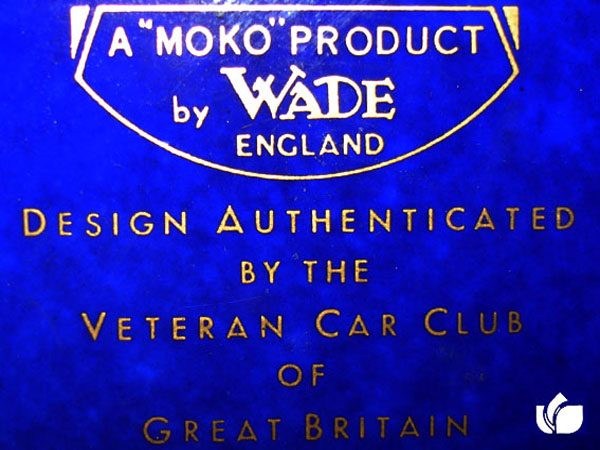 A "MOKO" PRODUCT
by WADE
ENGLAND
DESIGN AUTHENTICATED
BY THE
VETERAN CAR CLUB
OF
GREAT BRITAIN